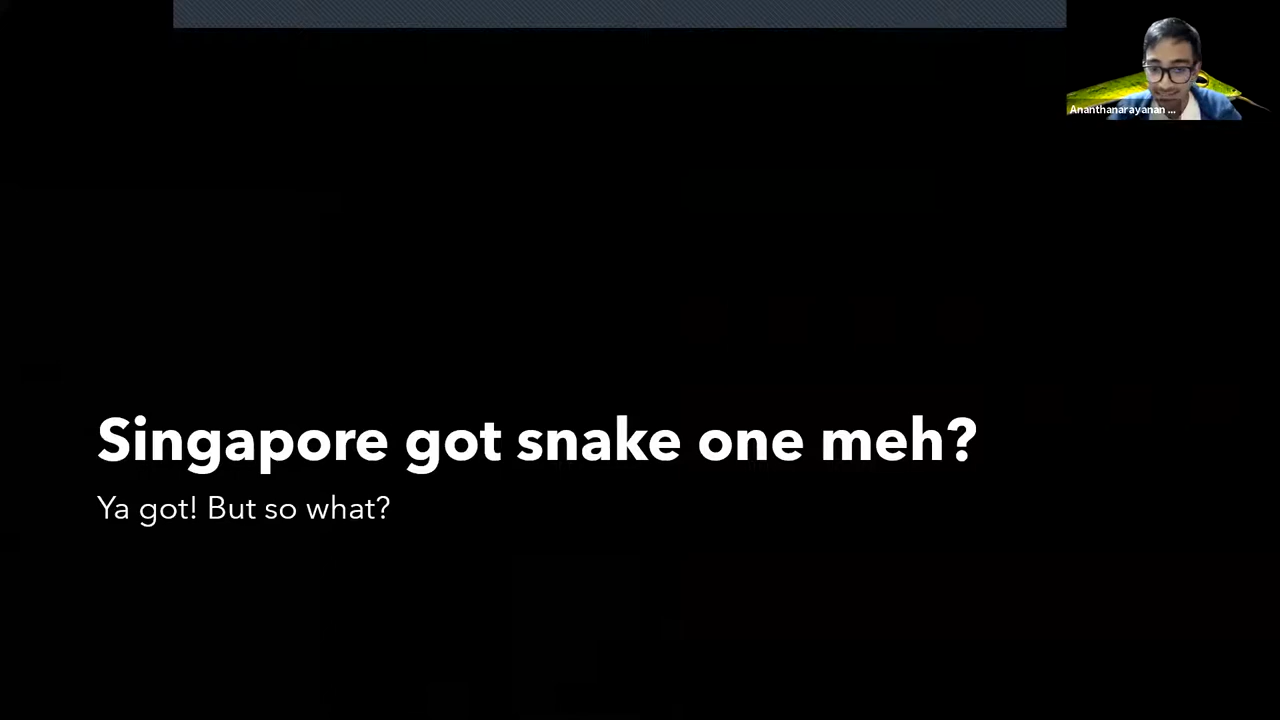 Ananthanarayanan ...
Singapore got snake one meh?
Ya got! But so what?